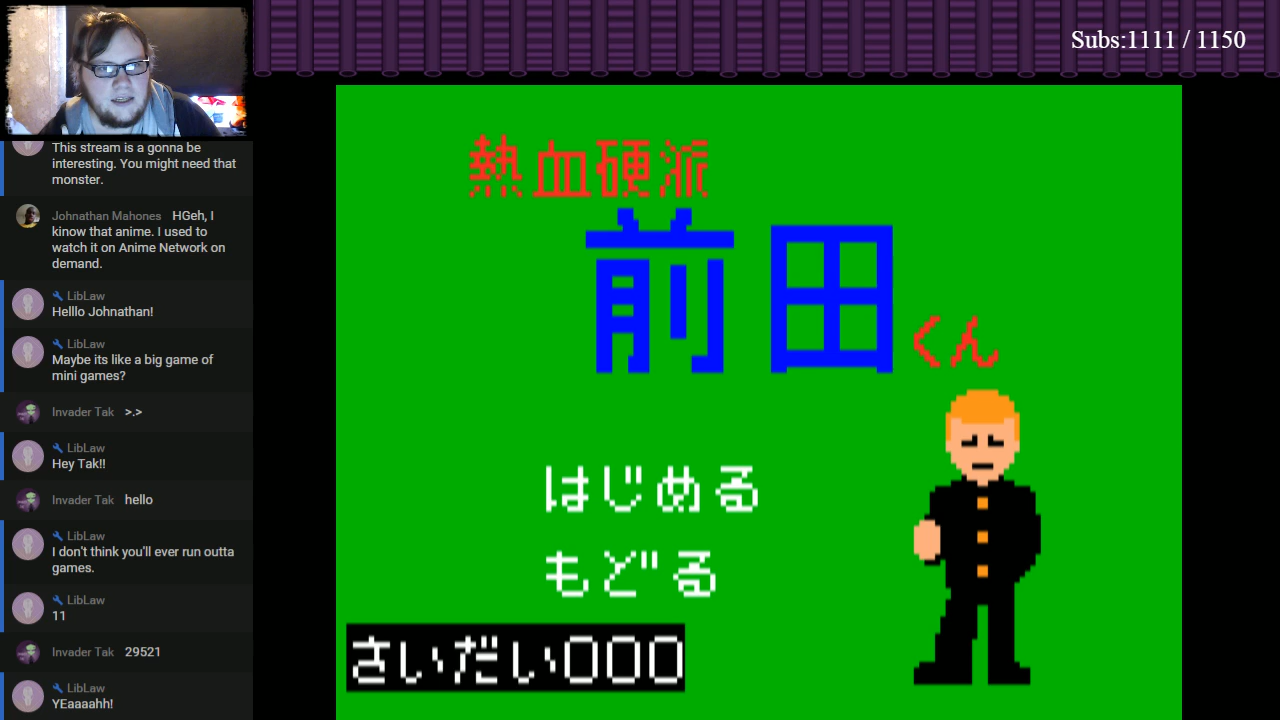 Subs:1111 / 1150
This stream is a gonna be
interesting. You might need that
monster.
Johnathan Mahones HGeh, I
kinow that anime. I used to
watch it on Anime Network on
demand.
LibLaw
Helllo Johnathan!
LibLaw
Maybe its like a big game of
mini games?
Invader Tak >.>
LibLaw
Hey Tak!!
Invader Tak hello
LibLaw
I don't think you'll ever run outta
games.
LibLaw
11
Invader Tak 29521
LibLaw
YEaaaahh!
熱血硬派
前田くん
はじめる
もどる
さいだい000